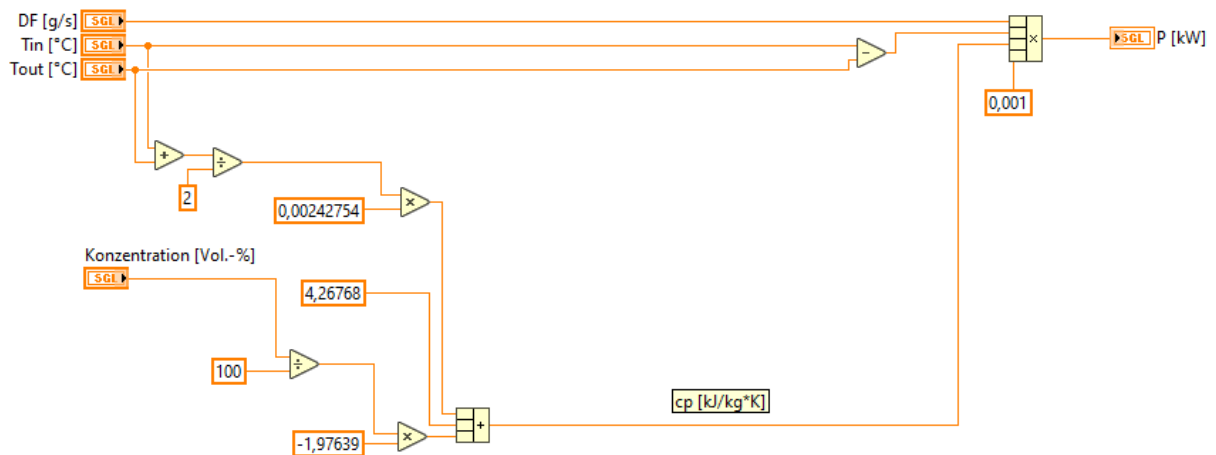 DF [g/s] SGL
Tin [°C] SGL
Tout [°C] SGL
−
×
SGL P [kW]
0,001
+
÷
2
×
0,00242754
Konzentration [Vol.-%]
SGL
4,26768
÷
100
cp [kJ/kg*K]
×
+
-1,97639